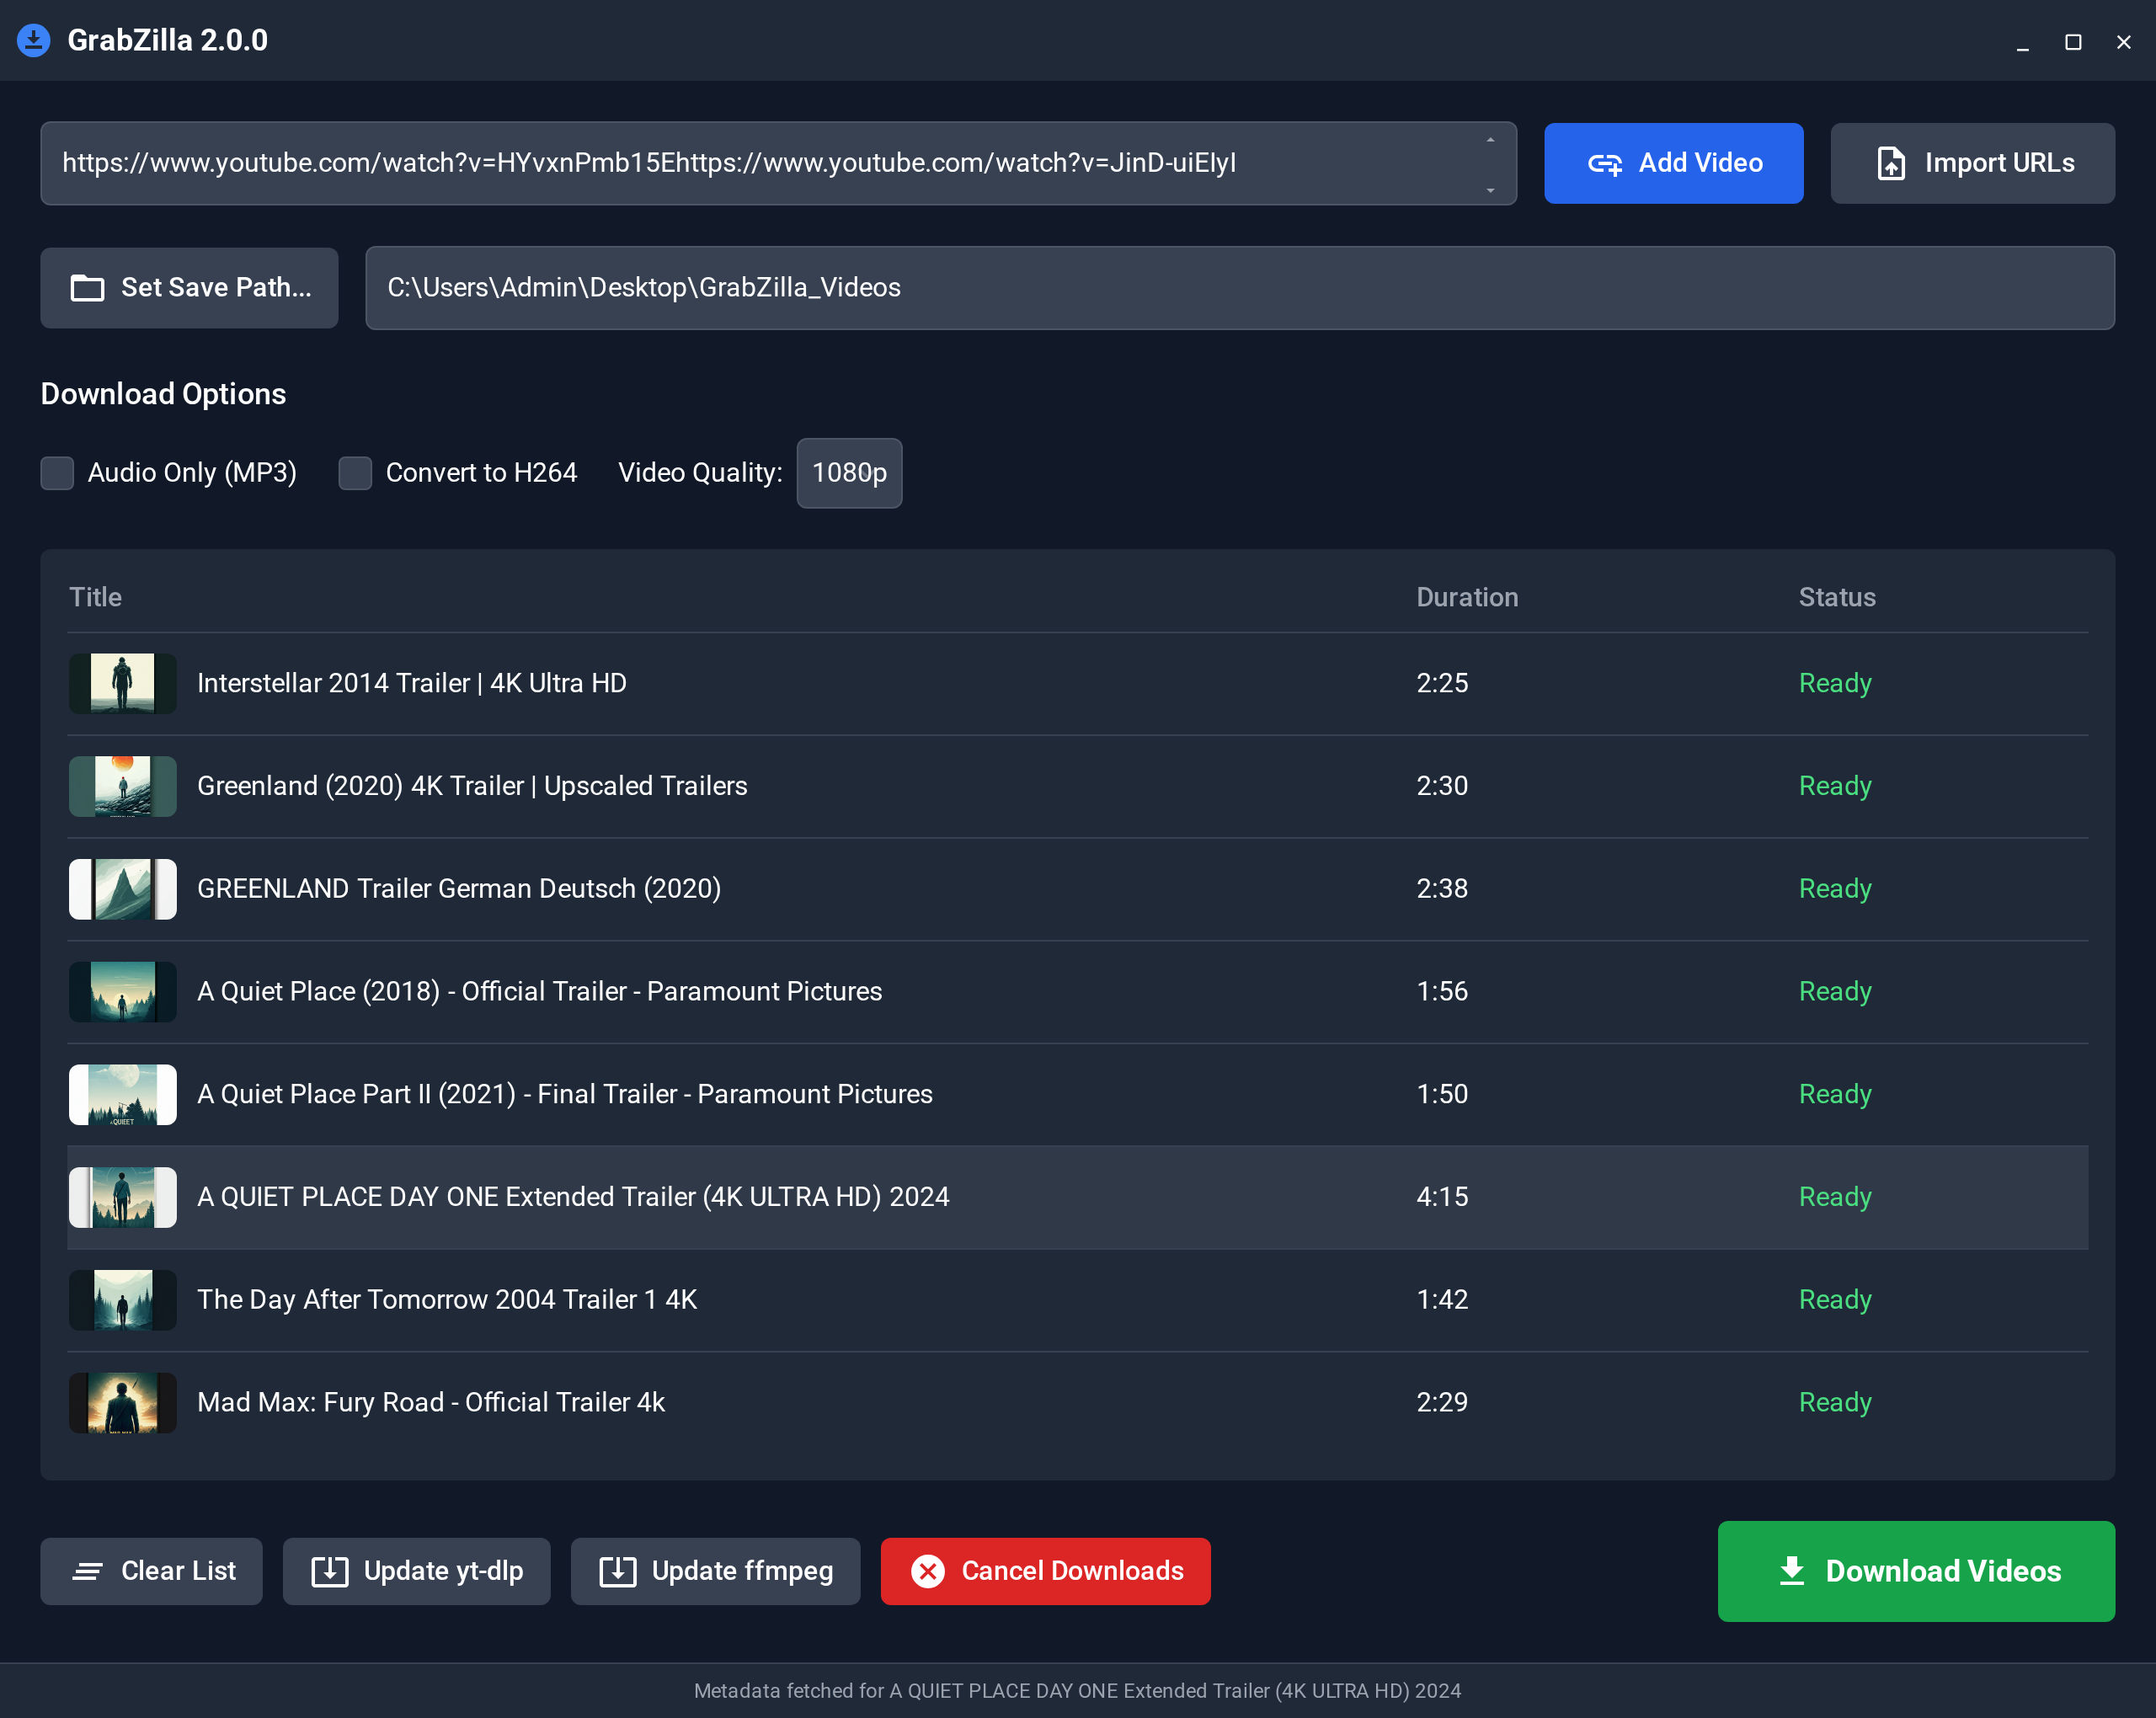 GrabZilla 2.0.0
https://www.youtube.com/watch?v=HYvxnPmb15Ehttps://www.youtube.com/watch?v=JinD-uiEIyI
Add Video
Import URLs
Set Save Path...
C:\Users\Admin\Desktop\GrabZilla_Videos
Download Options
Audio Only (MP3)
Convert to H264
Video Quality:
1080p
Title Duration Status
Interstellar 2014 Trailer | 4K Ultra HD 2:25 Ready
Greenland (2020) 4K Trailer | Upscaled Trailers 2:30 Ready
GREENLAND Trailer German Deutsch (2020) 2:38 Ready
A Quiet Place (2018) - Official Trailer - Paramount Pictures 1:56 Ready
A Quiet Place Part II (2021) - Final Trailer - Paramount Pictures 1:50 Ready
A QUIET PLACE DAY ONE Extended Trailer (4K ULTRA HD) 2024 4:15 Ready
The Day After Tomorrow 2004 Trailer 1 4K 1:42 Ready
Mad Max: Fury Road - Official Trailer 4k 2:29 Ready
Clear List
Update yt-dlp
Update ffmpeg
Cancel Downloads
Download Videos
Metadata fetched for A QUIET PLACE DAY ONE Extended Trailer (4K ULTRA HD) 2024